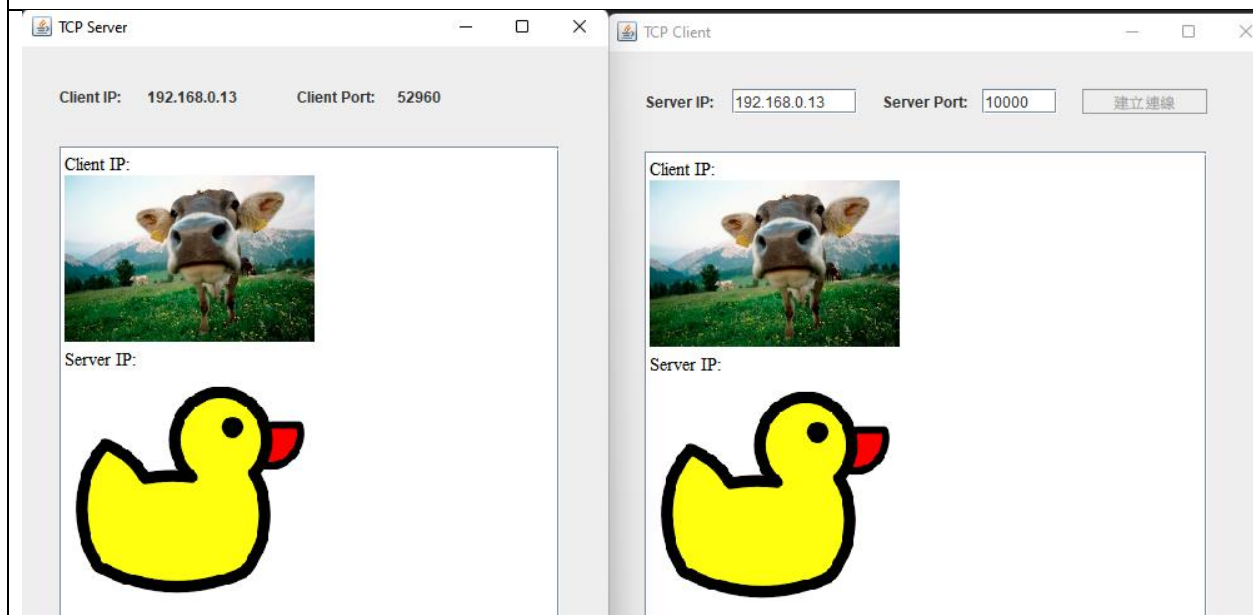 TCP Server
Client IP: 192.168.0.13 Client Port: 52960
Client IP:
Server IP:
TCP Client
Server IP: 192.168.0.13 Server Port: 10000 建立連線
Client IP:
Server IP: